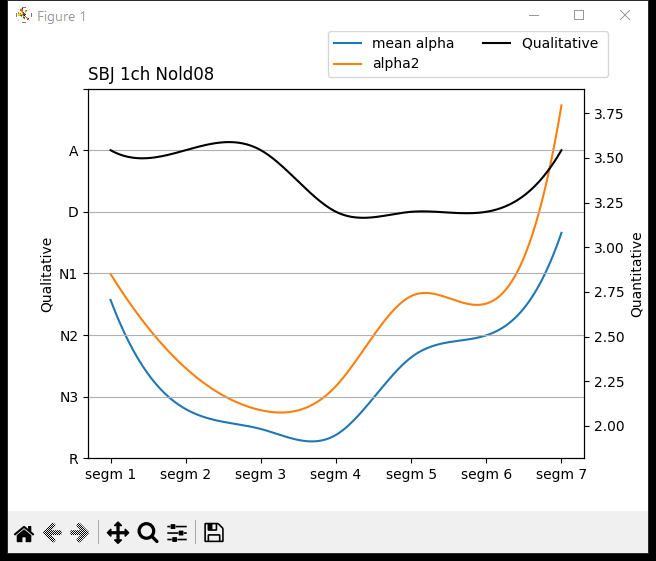 Figure 1
mean alpha
alpha2
Qualitative
SBJ 1ch Nold08
A
D
N1
N2
N3
R
Qualitative
3.75
3.50
3.25
3.00
2.75
2.50
2.25
2.00
Quantitative
segm 1 segm 2 segm 3 segm 4 segm 5 segm 6 segm 7